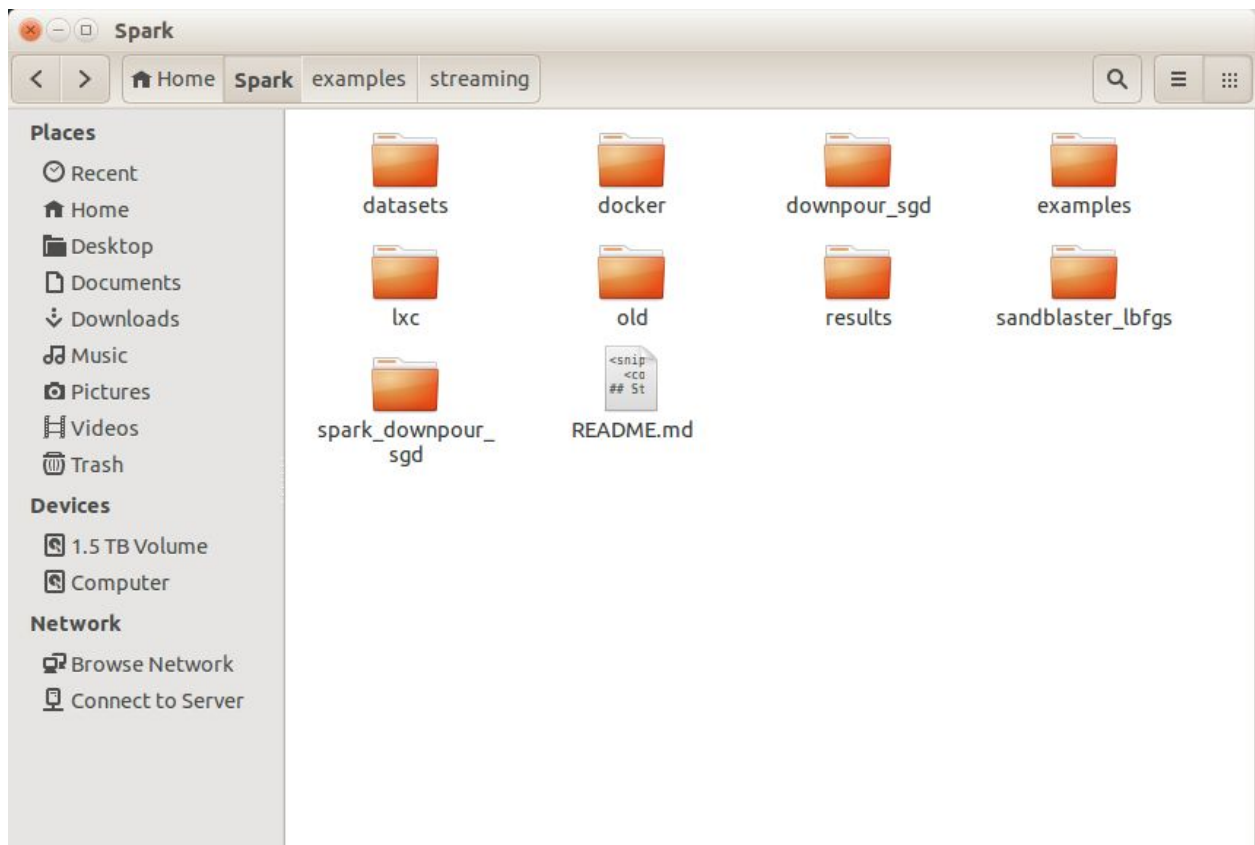 Spark
Home Spark examples streaming
Places
Recent
Home
Desktop
Documents
Downloads
Music
Pictures
Videos
Trash
Devices
1.5 TB Volume
Computer
Network
Browse Network
Connect to Server
datasets docker downpour_sgd examples
lxc old results sandblaster_lbfgs
<snip
<co
## St
spark_downpour_
sgd
README.md